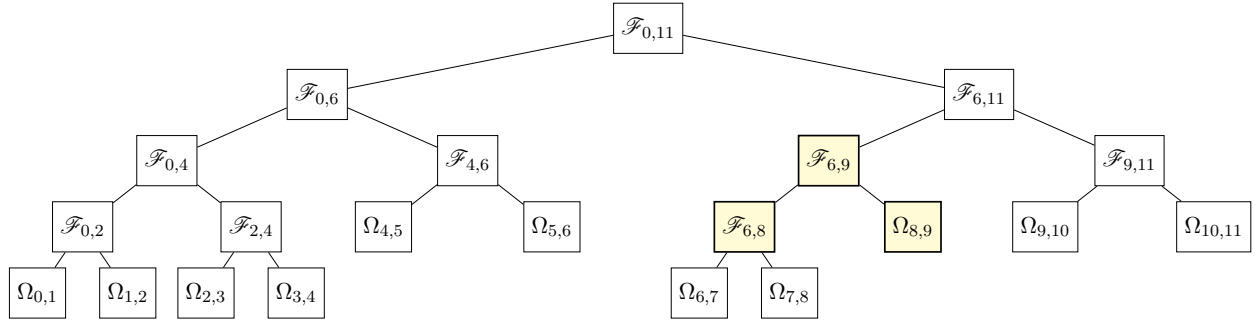 ℱ0,11
ℱ0,6 ℱ6,11
ℱ0,4 ℱ4,6 ℱ6,9 ℱ9,11
ℱ0,2 ℱ2,4 Ω4,5 Ω5,6 ℱ6,8 Ω8,9 Ω9,10 Ω10,11
Ω0,1 Ω1,2 Ω2,3 Ω3,4 Ω6,7 Ω7,8